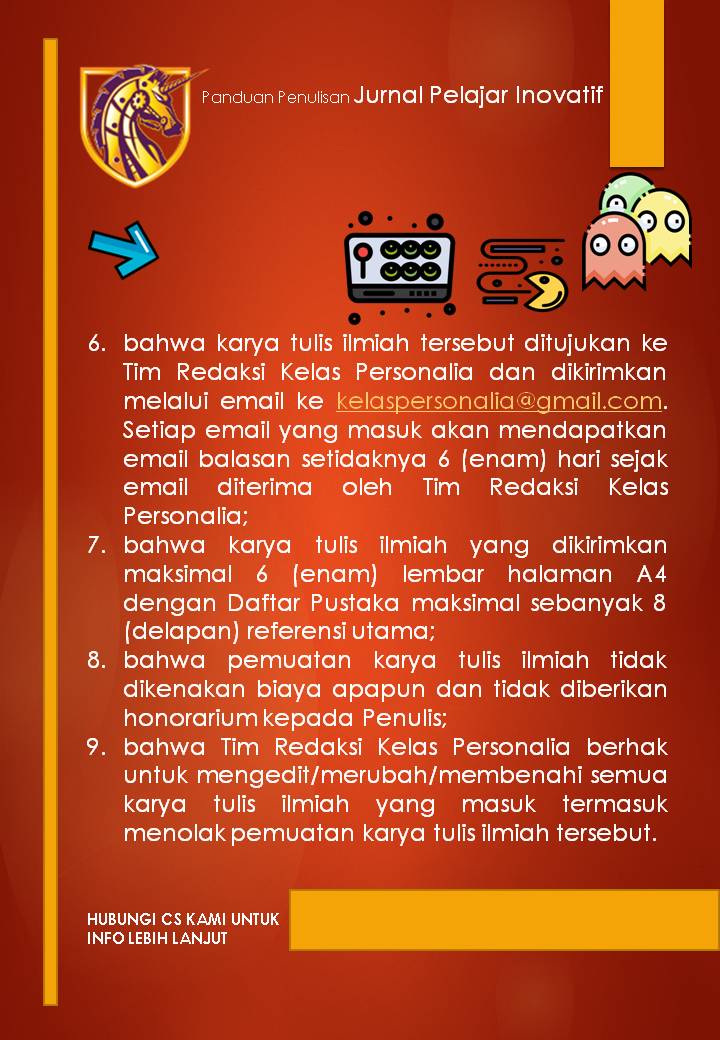 Panduan Penulisan Jurnal Pelajar Inovatif
6. bahwa karya tulis ilmiah tersebut ditujukan ke
Tim Redaksi Kelas Personalia dan dikirimkan
melalui email ke kelaspersonalia@gmail.com.
Setiap email yang masuk akan mendapatkan
email balasan setidaknya 6 (enam) hari sejak
email diterima oleh Tim Redaksi Kelas
Personalia;
7. bahwa karya tulis ilmiah yang dikirimkan
maksimal 6 (enam) lembar halaman A4
dengan Daftar Pustaka maksimal sebanyak 8
(delapan) referensi utama;
8. bahwa pemuatan karya tulis ilmiah tidak
dikenakan biaya apapun dan tidak diberikan
honorarium kepada Penulis;
9. bahwa Tim Redaksi Kelas Personalia berhak
untuk mengedit/merubah/membenahi semua
karya tulis ilmiah yang masuk termasuk
menolak pemuatan karya tulis ilmiah tersebut.
HUBUNGI CS KAMI UNTUK
INFO LEBIH LANJUT